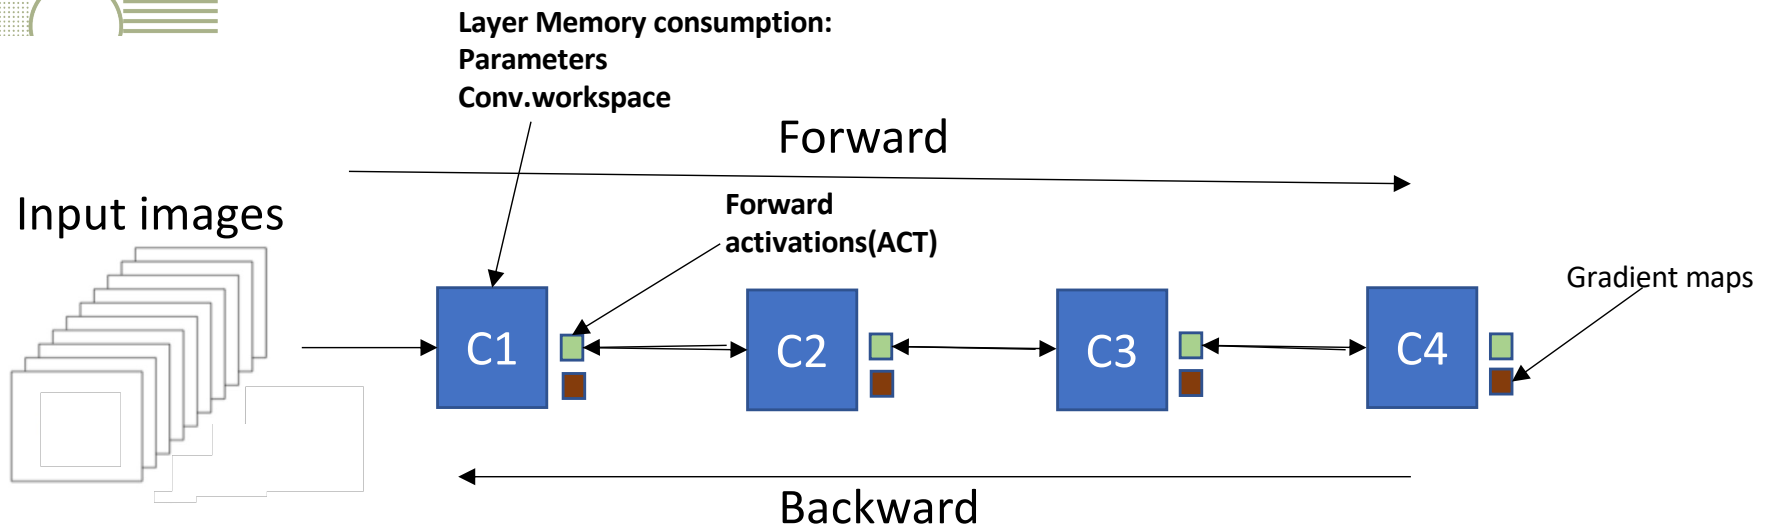 Layer Memory consumption:
Parameters
Conv.workspace
Forward
Input images
Forward
activations(ACT)
Gradient maps
C1
C2
C3
C4
Backward